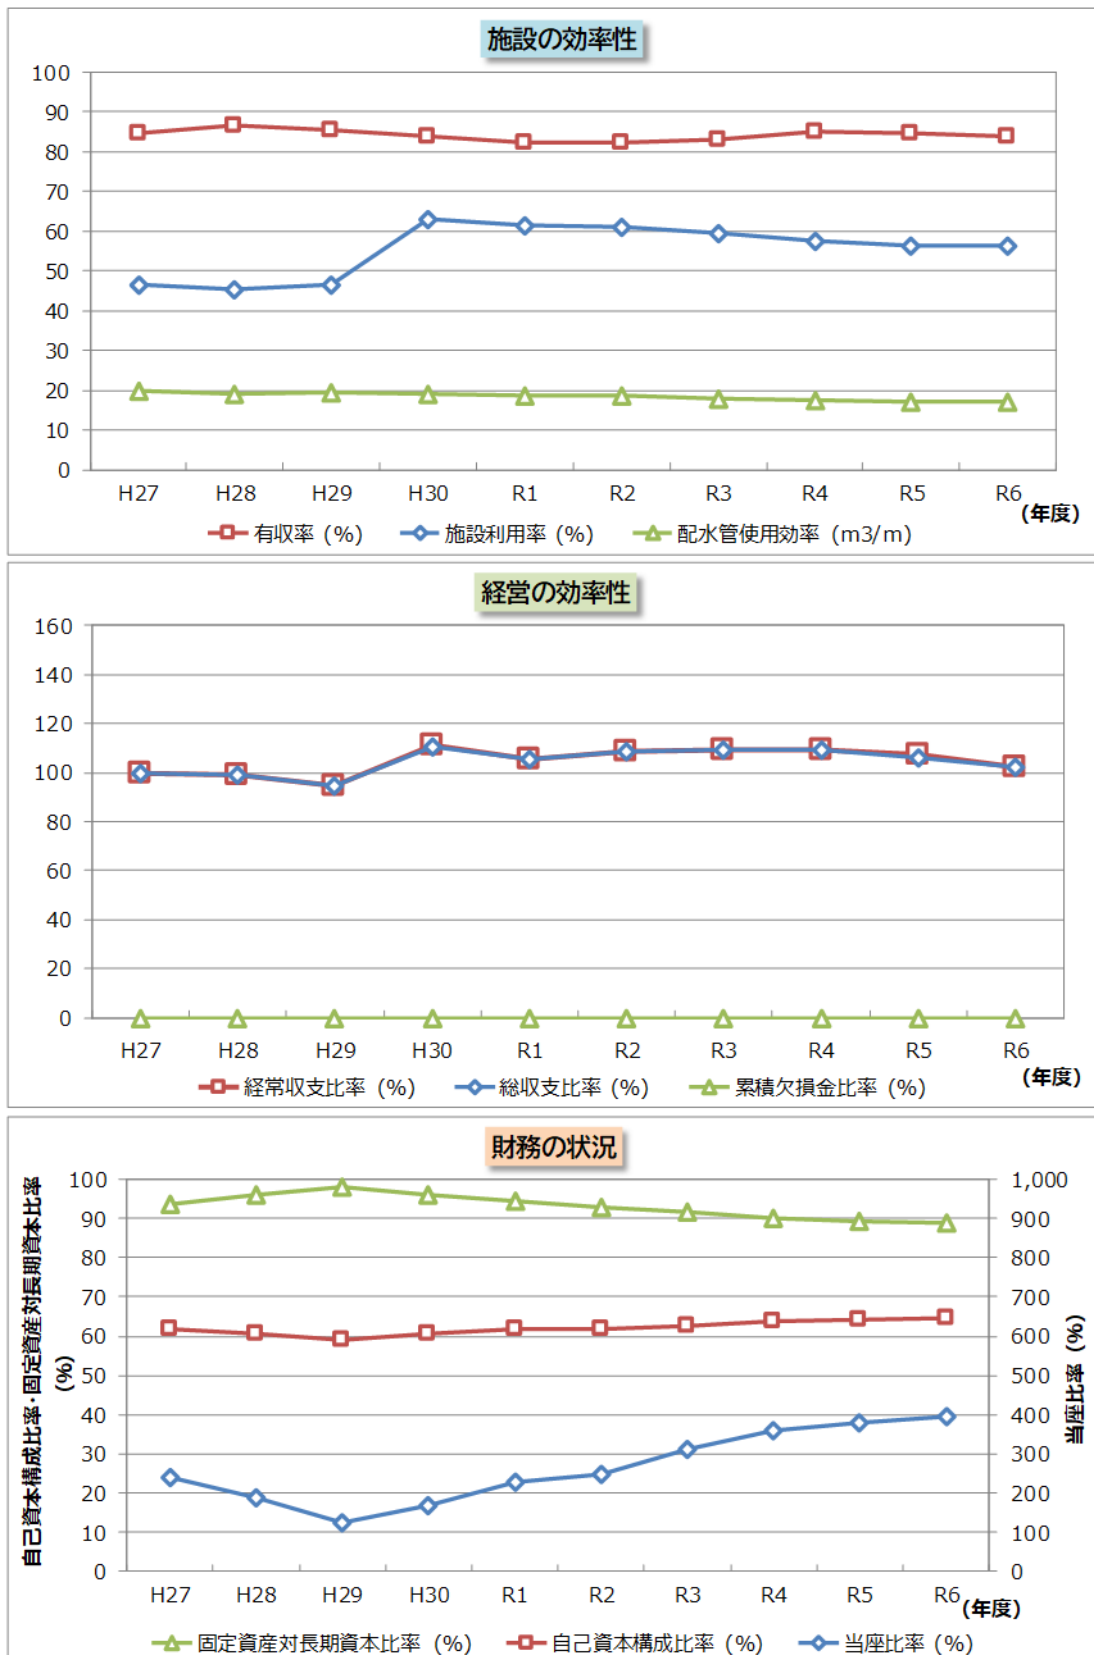 施設の効率性
100
90
80
70
60
50
40
30
20
10
0
H27 H28 H29 H30 R1 R2 R3 R4 R5 R6
(年度)
有収率 (%) 施設利用率 (%) 配水管使用効率 (m3/m)
経営の効率性
160
140
120
100
80
60
40
20
0
H27 H28 H29 H30 R1 R2 R3 R4 R5 R6
(年度)
経常収支比率 (%) 総収支比率 (%) 累積欠損金比率 (%)
財務の状況
自己資本構成比率・固定資産対長期資本比率
(%)
100 1,000
90 900
80 800
70 700
60 600
50 500
40 400
30 300
20 200
10 100
0 0
当座比率 (%)
H27 H28 H29 H30 R1 R2 R3 R4 R5 R6
(年度)
固定資産対長期資本比率 (%) 自己資本構成比率 (%) 当座比率 (%)